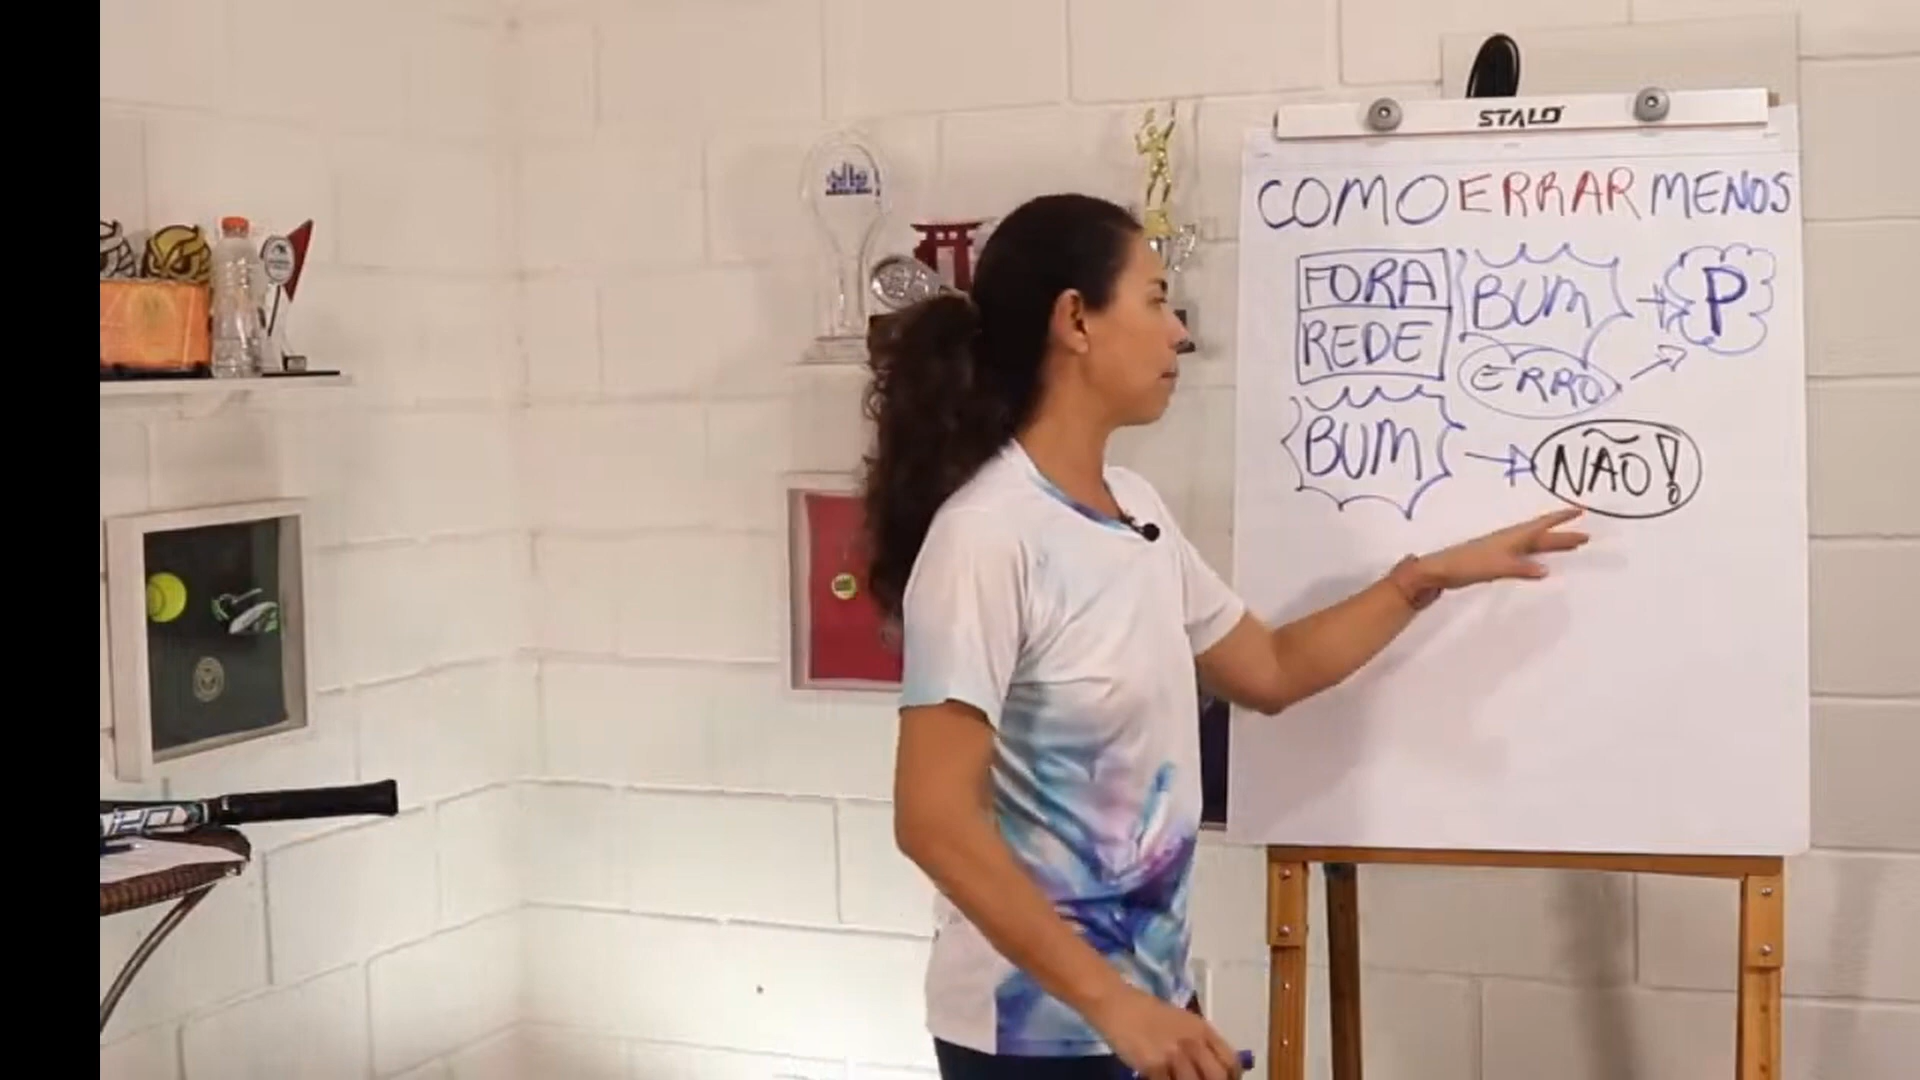 STALO
COMO ERRAR MENOS
FORA BUM → P
REDE
ERRO
BUM → NÃO!